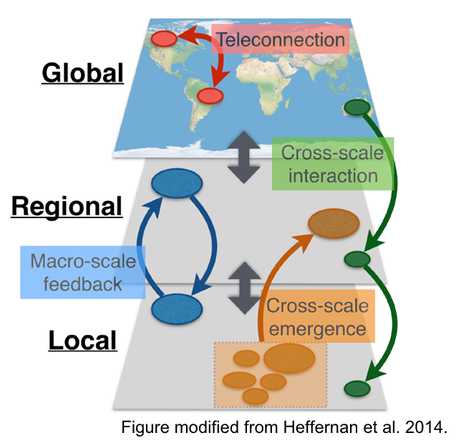 Teleconnection
Global
Cross-scale
interaction
Regional
Macro-scale
feedback
Cross-scale
emergence
Local
Figure modified from Heffernan et al. 2014.